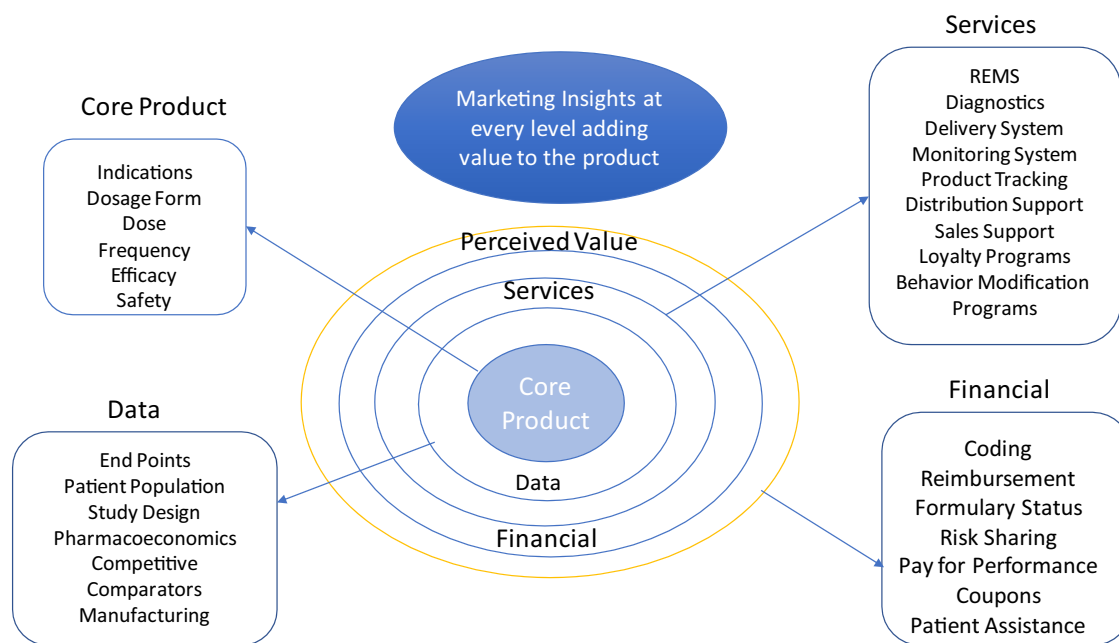 Services
REMS
Diagnostics
Delivery System
Monitoring System
Product Tracking
Distribution Support
Sales Support
Loyalty Programs
Behavior Modification
Programs
Marketing Insights at
every level adding
value to the product
Core Product
Indications
Dosage Form
Dose
Frequency
Efficacy
Safety
Perceived Value
Services
Core
Product
Data
Financial
Data
End Points
Patient Population
Study Design
Pharmacoeconomics
Competitive
Comparators
Manufacturing
Financial
Coding
Reimbursement
Formulary Status
Risk Sharing
Pay for Performance
Coupons
Patient Assistance